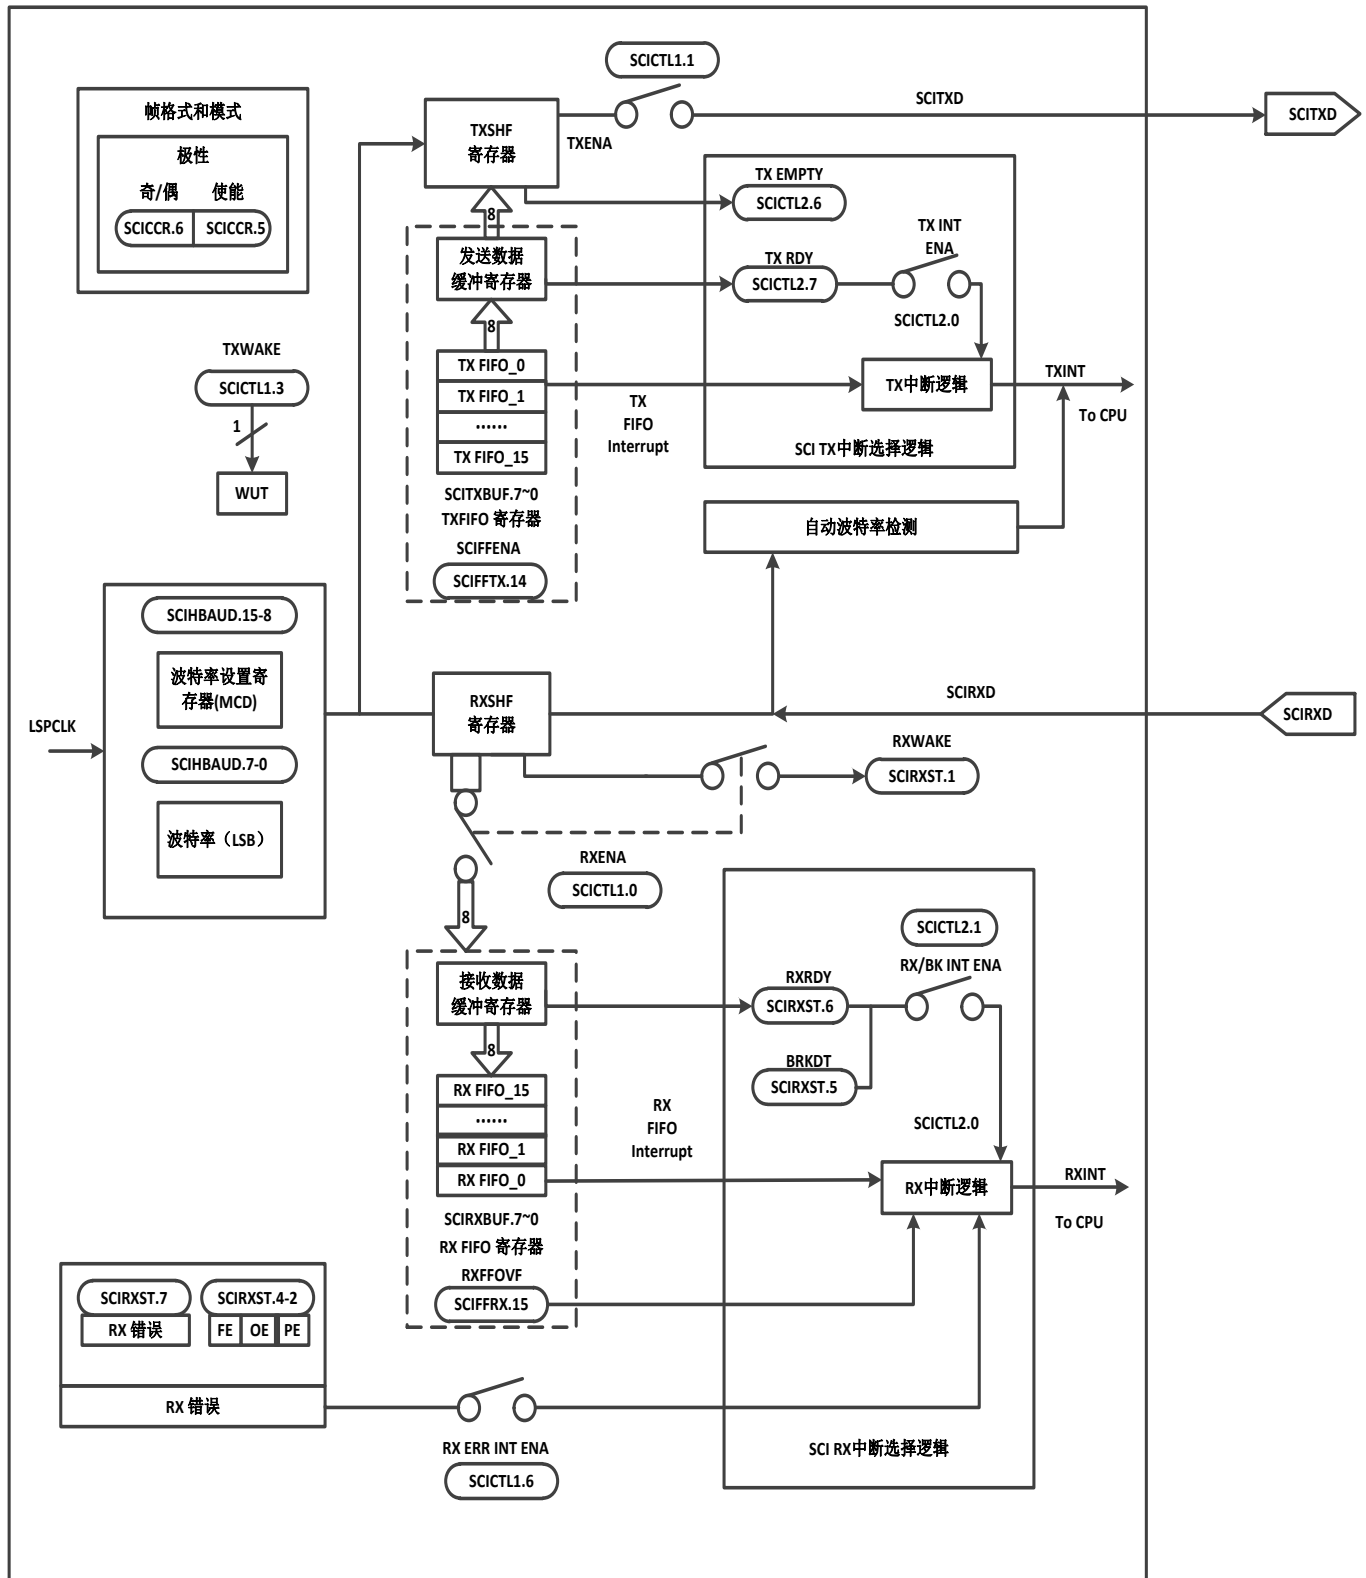 SCICTL1.1
SCITXD
SCITXD
TXENA
帧格式和模式
极性
奇/偶 使能
SCICCR.6 SCICCR.5
TXSHF
寄存器
8
发送数据
缓冲寄存器
8
TX FIFO_0
TX FIFO_1
······
TX FIFO_15
SCITXBUF.7~0
TXFIFO 寄存器
SCIFFENA
SCIFFTX.14
TX EMPTY
SCICTL2.6
TX RDY
SCICTL2.7
TX INT
ENA
SCICTL2.0
TX中断逻辑
TX
FIFO
Interrupt
SCI TX中断选择逻辑
TXINT
To CPU
自动波特率检测
TXWAKE
SCICTL1.3
1
WUT
LSPCLK
SCIHBAUD.15-8
波特率设置寄
存器(MCD)
SCIHBAUD.7-0
波特率（LSB）
RXSHF
寄存器
SCIRXD
SCIRXD
RXWAKE
SCIRXST.1
RXENA
SCICTL1.0
8
接收数据
缓冲寄存器
8
RX FIFO_15
······
RX FIFO_1
RX FIFO_0
SCIRXBUF.7~0
RX FIFO 寄存器
RXFFOVF
SCIFFRX.15
RX
FIFO
Interrupt
SCICTL2.1
RX/BK INT ENA
RXRDY
SCIRXST.6
BRKDT
SCIRXST.5
SCICTL2.0
RX中断逻辑
RXINT
To CPU
SCI RX中断选择逻辑
SCIRXST.7 SCIRXST.4-2
RX 错误 FE OE PE
RX 错误
RX ERR INT ENA
SCICTL1.6